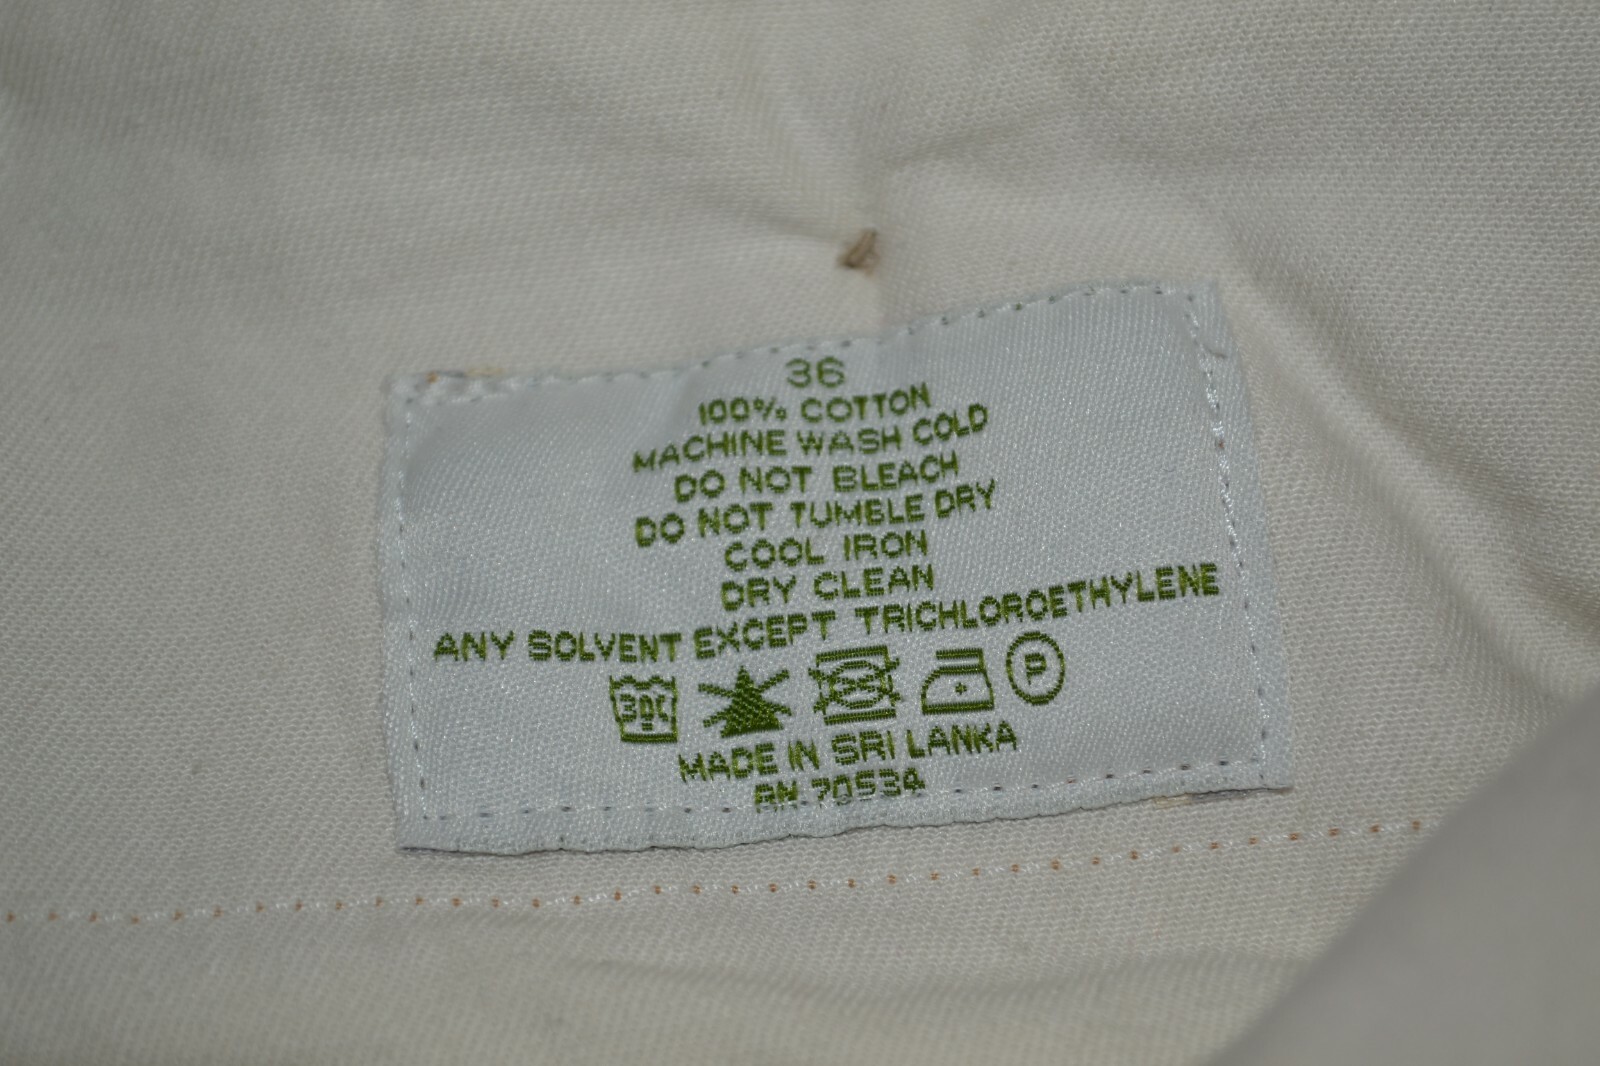 36
100% COTTON
MACHINE WASH COLD
DO NOT BLEACH
DO NOT TUMBLE DRY
COOL IRON
DRY CLEAN
ANY SOLVENT EXCEPT TRICHLOROETHYLENE
30C P
MADE IN SRI LANKA
RN 70534